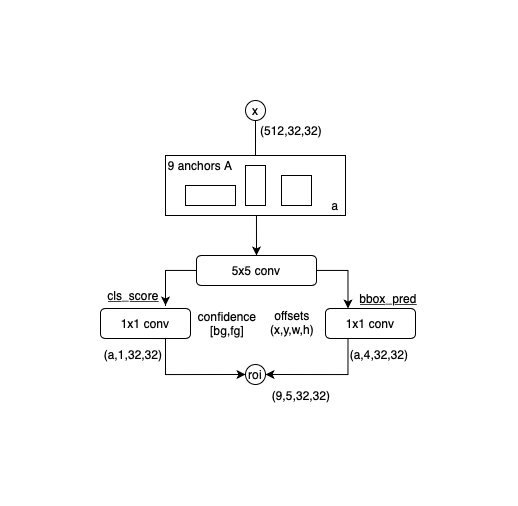 x
(512,32,32)
9 anchors A
a
5x5 conv
cls_score
bbox_pred
1x1 conv
confidence
[bg,fg]
offsets
(x,y,w,h)
1x1 conv
(a,1,32,32)
(a,4,32,32)
roi
(9,5,32,32)